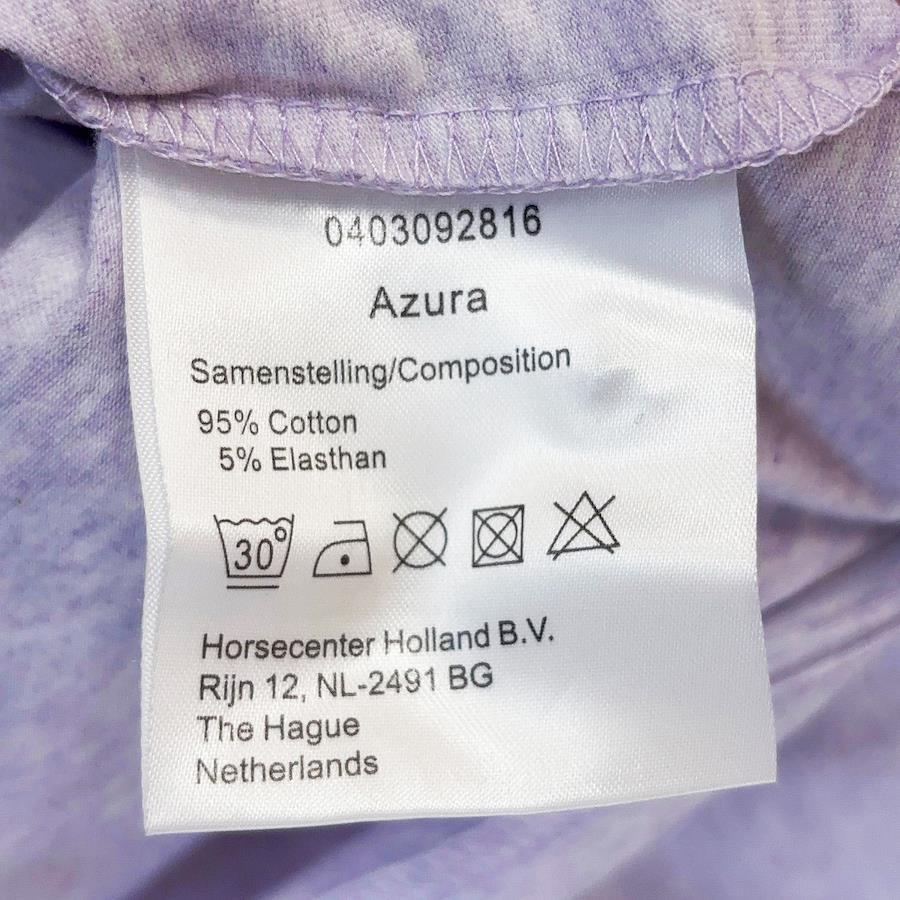 0403092816
Azura
Samenstelling/Composition
95% Cotton
5% Elasthan
30°
Horsecenter Holland B.V.
Rijn 12, NL-2491 BG
The Hague
Netherlands